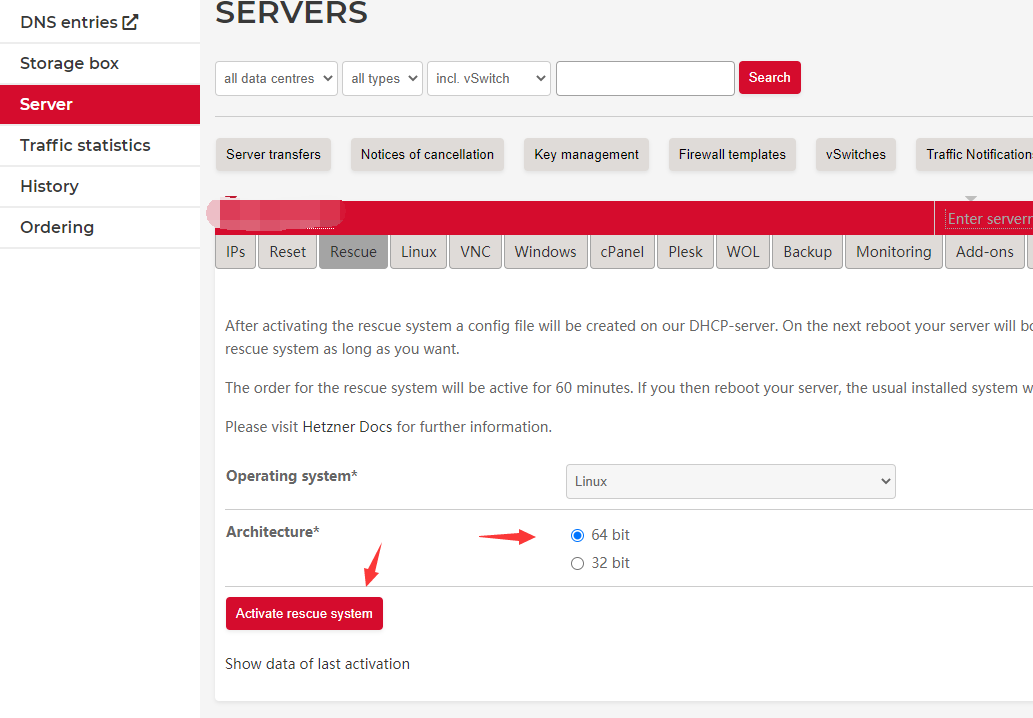 DNS entries
Storage box
Server
Traffic statistics
History
Ordering
SERVERS
all data centres all types incl. vSwitch Search
Server transfers Notices of cancellation Key management Firewall templates vSwitches Traffic Notification
Enter servern
IPs Reset Rescue Linux VNC Windows cPanel Plesk WOL Backup Monitoring Add-ons
After activating the rescue system a config file will be created on our DHCP-server. On the next reboot your server will bo
rescue system as long as you want.
The order for the rescue system will be active for 60 minutes. If you then reboot your server, the usual installed system w
Please visit Hetzner Docs for further information.
Operating system* Linux
Architecture* 64 bit
32 bit
Activate rescue system
Show data of last activation